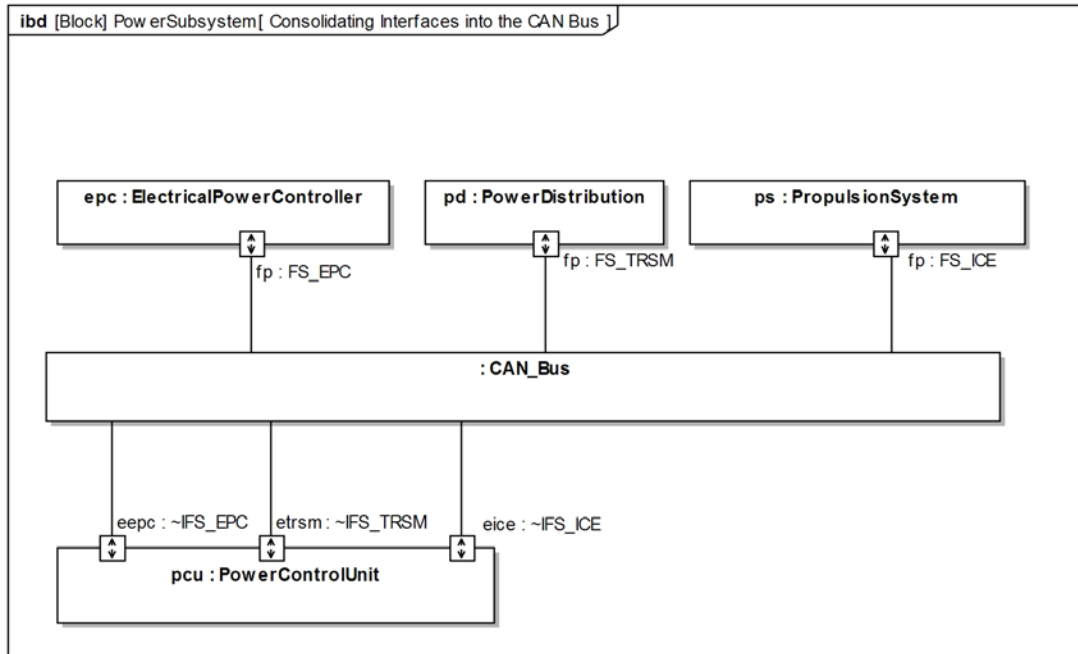 ibd [Block] PowerSubsystem[ Consolidating Interfaces into the CAN Bus ]
epc : ElectricalPowerController
pd : PowerDistribution
ps : PropulsionSystem
fp : FS_EPC
fp : FS_TRSM
fp : FS_ICE
: CAN_Bus
eepc : ~IFS_EPC
etrsm : ~IFS_TRSM
eice : ~IFS_ICE
pcu : PowerControlUnit